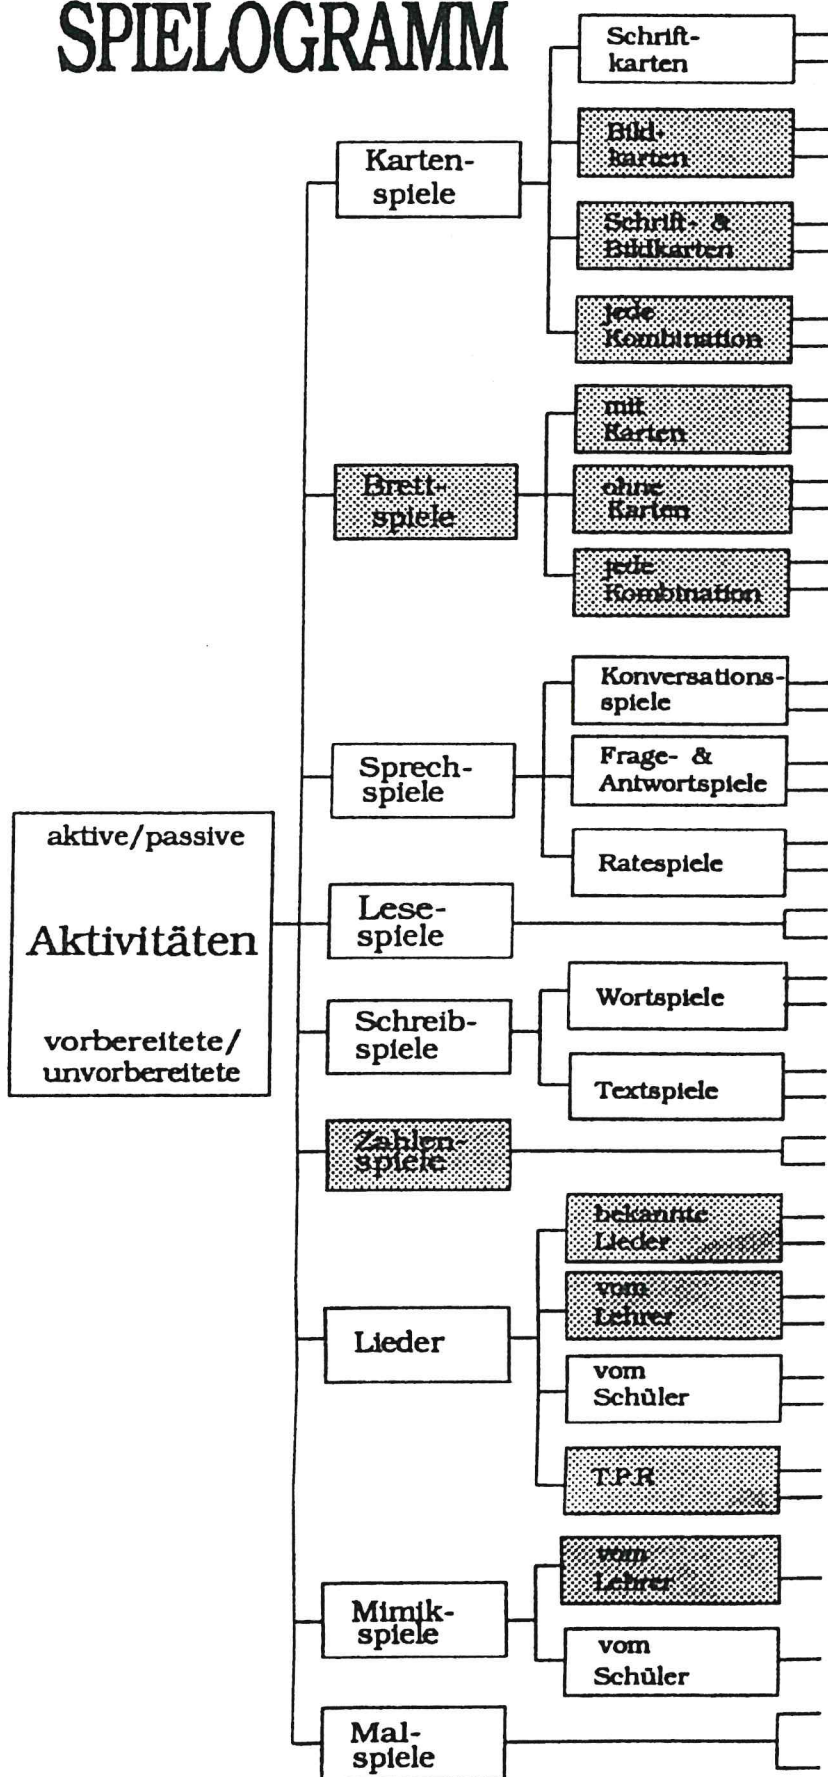 SPIELOGRAMM
aktive/passive
Aktivitäten
vorbereitete/
unvorbereitete
Karten-
spiele
Schrift-
karten
Bild-
karten
Schrift- &
Bildkarten
jede
Kombination
Brett-
spiele
mit
Karten
ohne
Karten
jede
Kombination
Sprech-
spiele
Konversations-
spiele
Frage- &
Antwortspiele
Ratespiele
Lese-
spiele
Schreib-
spiele
Wortspiele
Textspiele
Zahlen-
spiele
Lieder
bekannte
Lieder
vom
Lehrer
vom
Schüler
T.P.R
Mimik-
spiele
vom
Lehrer
vom
Schüler
Mal-
spiele